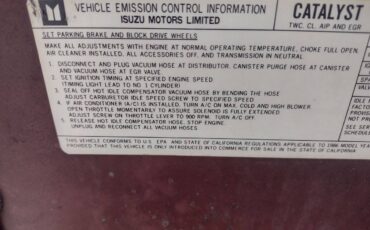 VEHICLE EMISSION CONTROL INFORMATION
ISUZU MOTORS LIMITED
CATALYST
TWC, CL, AIP AND EGR
SET PARKING BRAKE AND BLOCK DRIVE WHEELS
MAKE ALL ADJUSTMENTS WITH ENGINE AT NORMAL OPERATING TEMPERATURE, CHOKE FULL OPEN,
AIR CLEANER INSTALLED, ALL ACCESSORIES OFF, AND TRANSMISSION IN NEUTRAL
1. DISCONNECT AND PLUG VACUUM HOSE AT DISTRIBUTOR, CANISTER PURGE HOSE AT CANISTER
AND VACUUM HOSE AT EGR VALVE.
2. SET IGNITION TIMING AT SPECIFIED ENGINE SPEED
(TIMING LIGHT LEAD TO NO. 1 CYLINDER)
3. SEAL OFF HOT IDLE COMPENSATOR VACUUM HOSE BY BENDING THE HOSE
ADJUST CARBURETOR IDLE SPEED SCREW TO SPECIFIED SPEED
4. IF AIR CONDITIONER (A/C) IS INSTALLED, TURN A/C ON MAX. COLD AND HIGH BLOWER.
OPEN THROTTLE MOMENTARILY TO ASSURE SOLENOID IS FULLY EXTENDED
ADJUST SCREW ON THROTTLE LEVER TO 900 RPM. TURN A/C OFF.
5. RELEASE HOT IDLE COMPENSATOR HOSE. STOP ENGINE.
UNPLUG AND RECONNECT ALL VACUUM HOSES
IDLE
SEE SER
SCHEDUL
THIS VEHICLE CONFORMS TO U.S. EPA AND STATE OF CALIFORNIA REGULATIONS APPLICABLE TO 1986 MODEL YEA
PROVIDED THAT THIS VEHICLE IS ONLY INTRODUCED INTO COMMERCE FOR SALE IN THE STATE OF CALIFORNIA